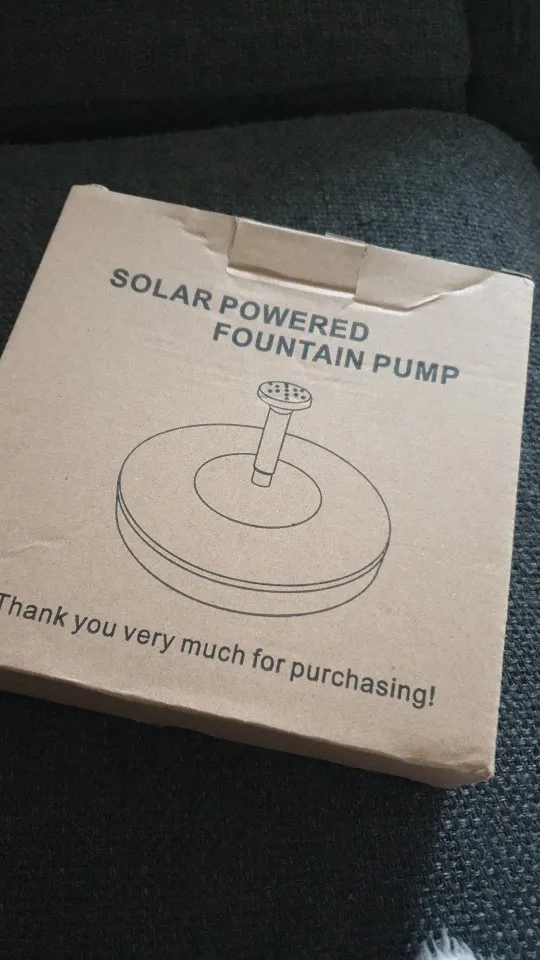 SOLAR POWERED
FOUNTAIN PUMP
Thank you very much for purchasing!